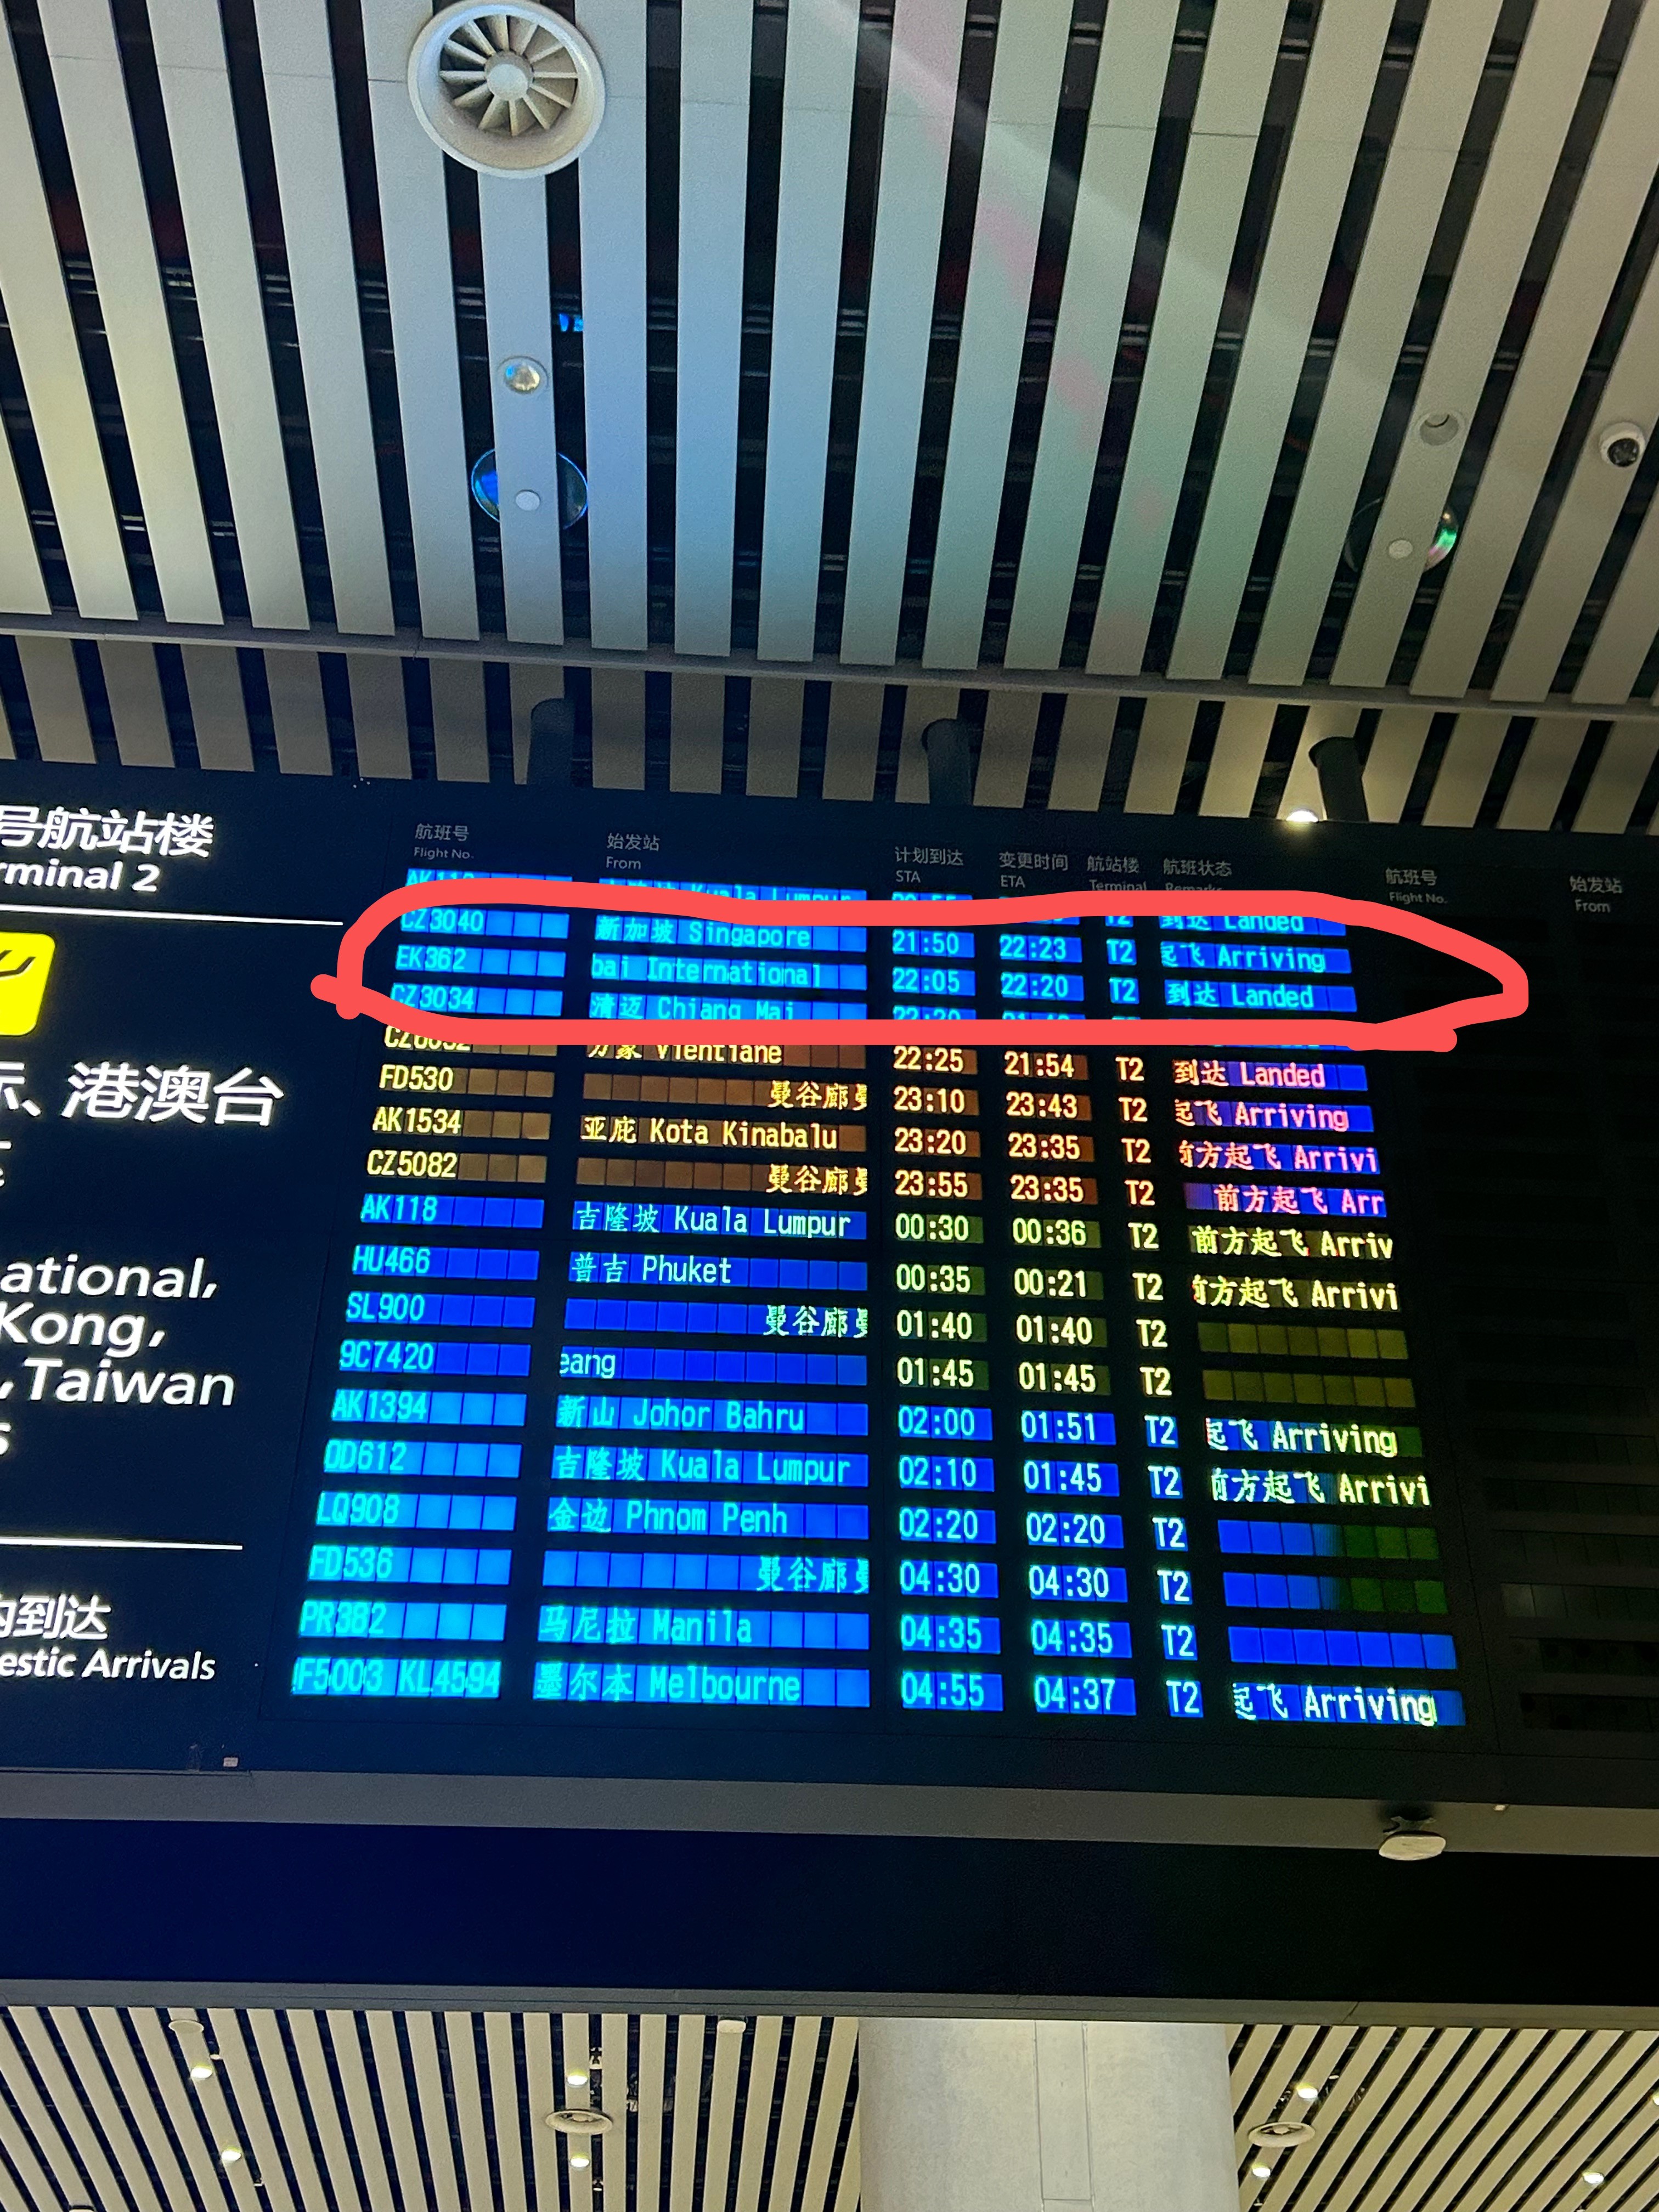 号航站楼
rminal 2
、港澳台
ational,
Kong,
, Taiwan
s
到达
estic Arrivals
航班号 始发站 计划到达 变更时间 航站楼 航班状态 航班号 始发站
Flight No. From STA ETA Terminal Remarks Flight No. From
Kuala Lumpur T2 到达 Landed
CZ3040 新加坡 Singapore 21:50 22:23 T2 起飞 Arriving
EK362 bai International 22:05 22:20 T2 到达 Landed
CZ3034 清迈 Chiang Mai
Vientiane 22:25 21:54 T2 到达 Landed
FD530 曼谷廊曼 23:10 23:43 T2 起飞 Arriving
AK1534 亚庇 Kota Kinabalu 23:20 23:35 T2 前方起飞 Arrivi
CZ5082 曼谷廊曼 23:55 23:35 T2 前方起飞 Arr
AK118 吉隆坡 Kuala Lumpur 00:30 00:36 T2 前方起飞 Arriv
HU466 普吉 Phuket 00:35 00:21 T2 前方起飞 Arrivi
SL900 曼谷廊曼 01:40 01:40 T2
9C7420 eang 01:45 01:45 T2
AK1394 新山 Johor Bahru 02:00 01:51 T2 起飞 Arriving
OD612 吉隆坡 Kuala Lumpur 02:10 01:45 T2 前方起飞 Arrivi
LQ908 金边 Phnom Penh 02:20 02:20 T2
FD536 曼谷廊曼 04:30 04:30 T2
PR382 马尼拉 Manila 04:35 04:35 T2
F5003 KL4594 墨尔本 Melbourne 04:55 04:37 T2 起飞 Arriving